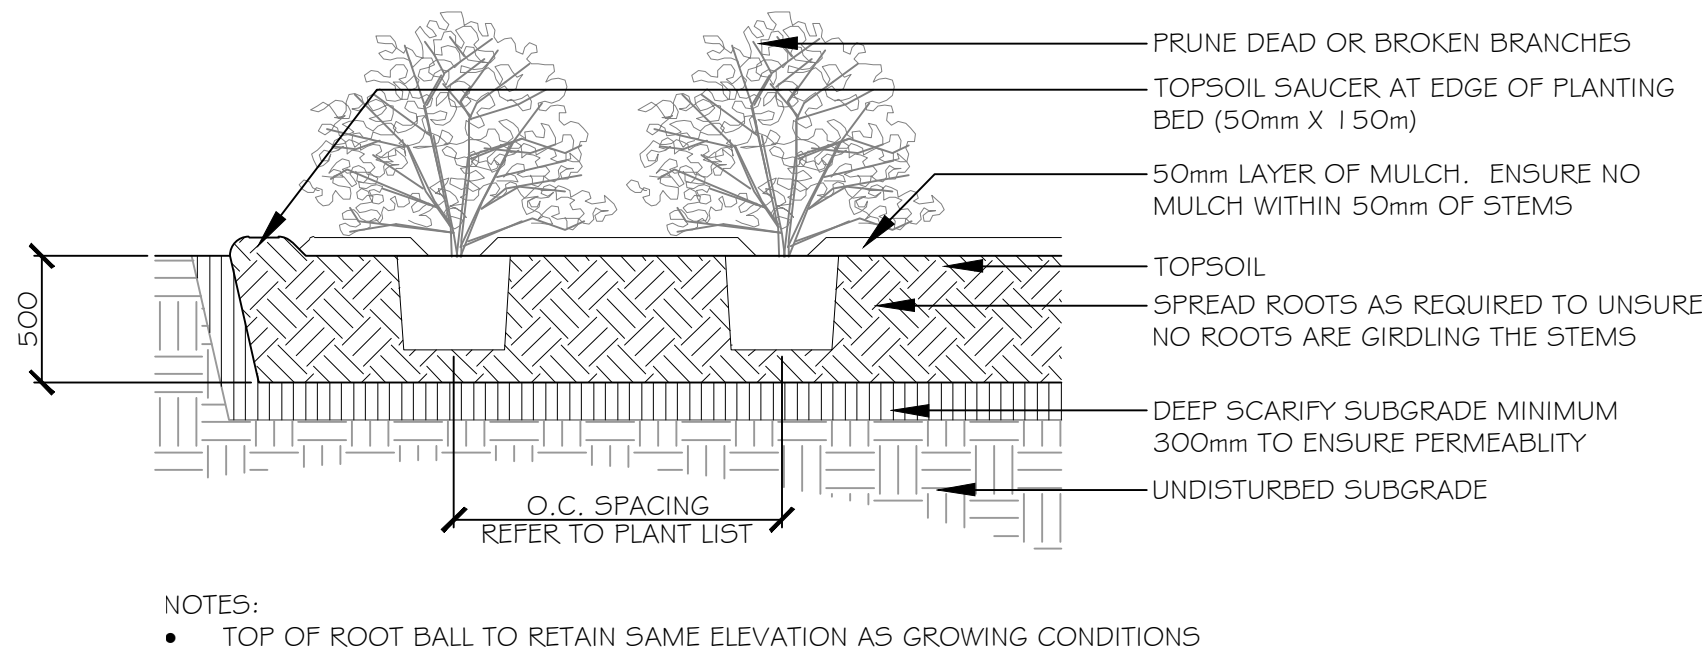 PRUNE DEAD OR BROKEN BRANCHES
TOPSOIL SAUCER AT EDGE OF PLANTING
BED (50mm X 150m)
50mm LAYER OF MULCH. ENSURE NO
MULCH WITHIN 50mm OF STEMS
TOPSOIL
SPREAD ROOTS AS REQUIRED TO UNSURE
NO ROOTS ARE GIRDLING THE STEMS
DEEP SCARIFY SUBGRADE MINIMUM
300mm TO ENSURE PERMEABLITY
UNDISTURBED SUBGRADE
500
O.C. SPACING
REFER TO PLANT LIST
NOTES:
• TOP OF ROOT BALL TO RETAIN SAME ELEVATION AS GROWING CONDITIONS